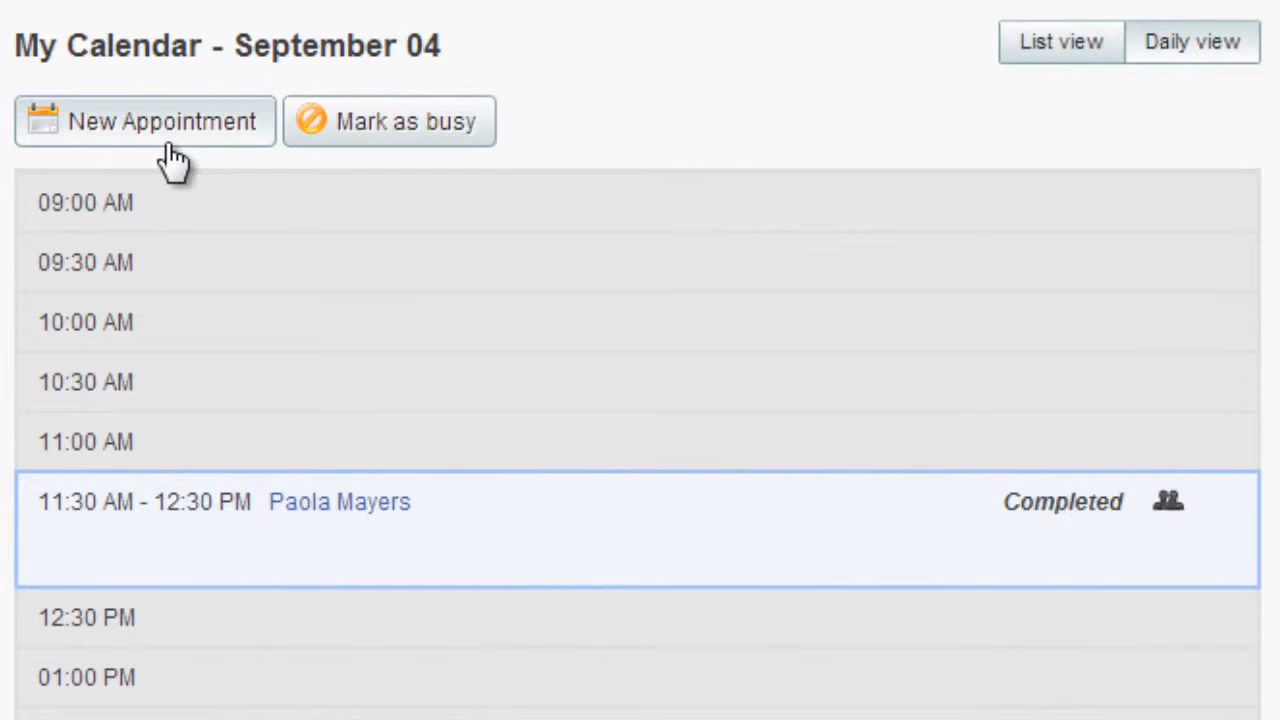 My Calendar - September 04
List view
Daily view
New Appointment
Mark as busy
09:00 AM
09:30 AM
10:00 AM
10:30 AM
11:00 AM
11:30 AM - 12:30 PM Paola Mayers Completed
12:30 PM
01:00 PM